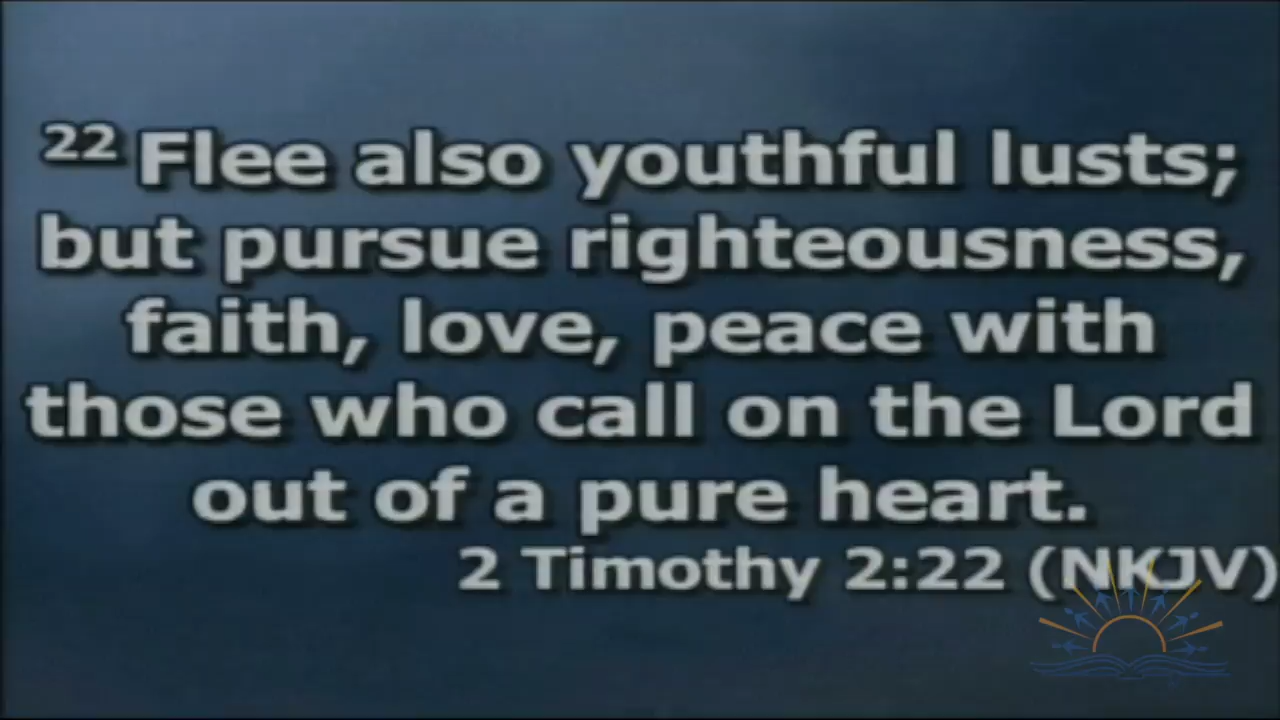 22 Flee also youthful lusts;
but pursue righteousness,
faith, love, peace with
those who call on the Lord
out of a pure heart.
2 Timothy 2:22 (NKJV)